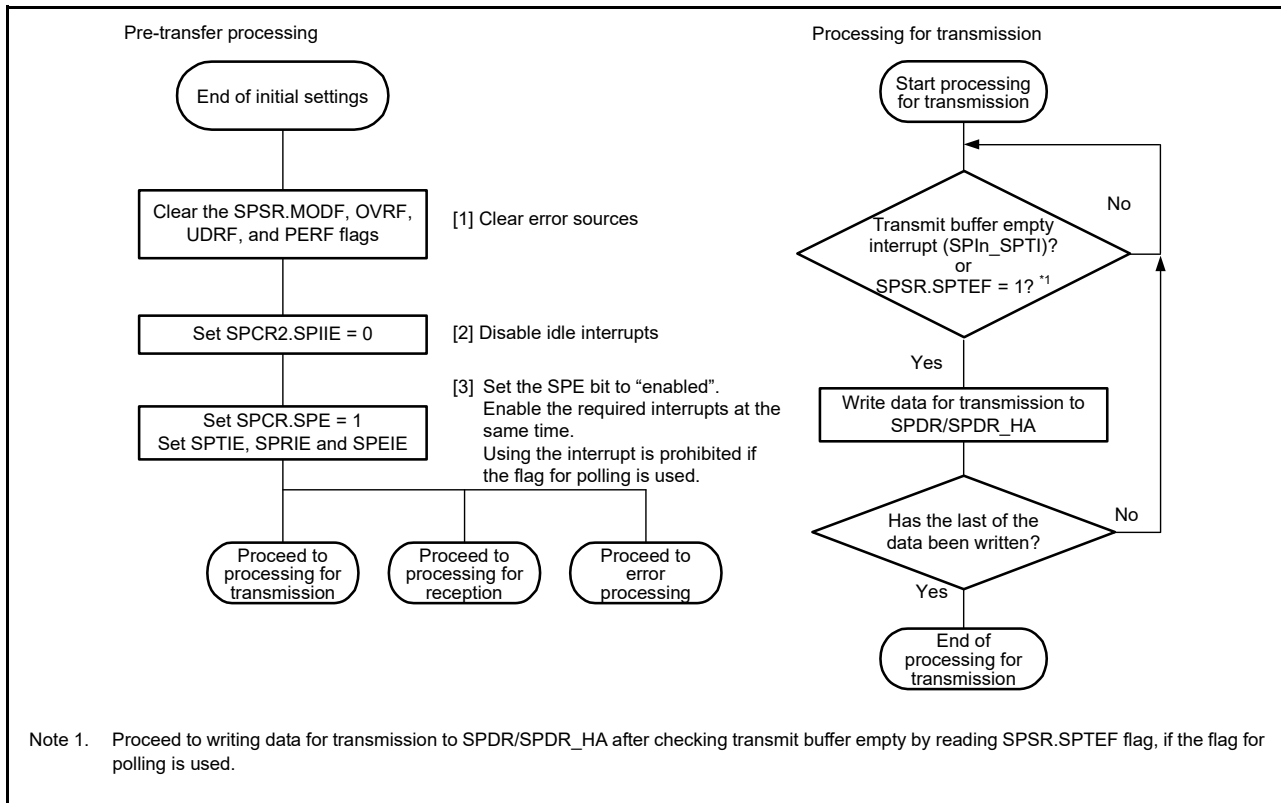 Pre-transfer processing
End of initial settings
Clear the SPSR.MODF, OVRF,
UDRF, and PERF flags
[1] Clear error sources
Set SPCR2.SPIIE = 0
[2] Disable idle interrupts
Set SPCR.SPE = 1
Set SPTIE, SPRIE and SPEIE
[3] Set the SPE bit to “enabled”.
Enable the required interrupts at the
same time.
Using the interrupt is prohibited if
the flag for polling is used.
Proceed to
processing for
transmission
Proceed to
processing for
reception
Proceed to
error
processing
Processing for transmission
Start processing
for transmission
Transmit buffer empty
interrupt (SPIn_SPTI)?
or
SPSR.SPTEF = 1? *1
No
Yes
Write data for transmission to
SPDR/SPDR_HA
Has the last of the
data been written?
No
Yes
End of
processing for
transmission
Note 1. Proceed to writing data for transmission to SPDR/SPDR_HA after checking transmit buffer empty by reading SPSR.SPTEF flag, if the flag for
polling is used.